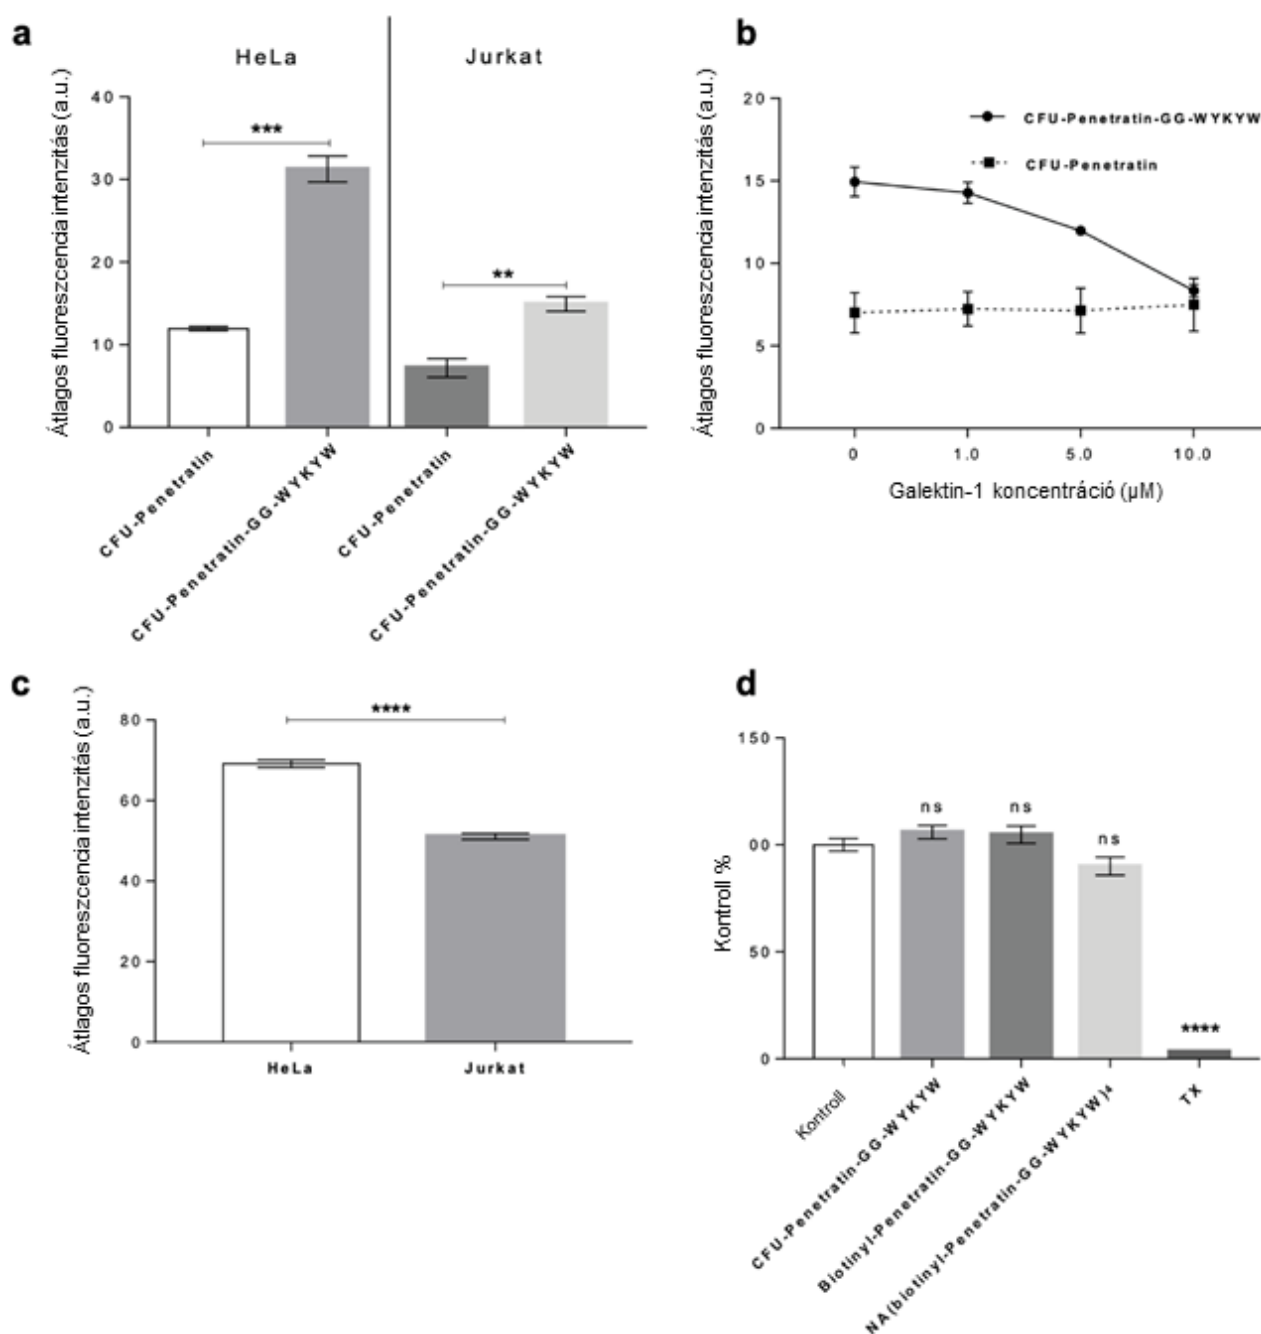 a
HeLa
Jurkat
Átlagos fluoreszcencia intenzitás (a.u.)
40
30
20
10
0
***
**
CFU-Penetratin
CFU-Penetratin-GG-WYKYW
CFU-Penetratin
CFU-Penetratin-GG-WYKYW
b
Átlagos fluoreszcencia intenzitás (a.u.)
20
15
10
5
0
CFU-Penetratin-GG-WYKYW
CFU-Penetratin
0
1.0
5.0
10.0
Galektin-1 koncentráció (µM)
c
Átlagos fluoreszcencia intenzitás (a.u.)
80
60
40
20
0
****
HeLa
Jurkat
d
Kontroll %
150
00
50
0
ns
ns
ns
****
Kontroll
CFU-Penetratin-GG-WYKYW
Biotinyl-Penetratin-GG-WYKYW
NA(biotinyl-Penetratin-GG-WYKYW)⁴
TX